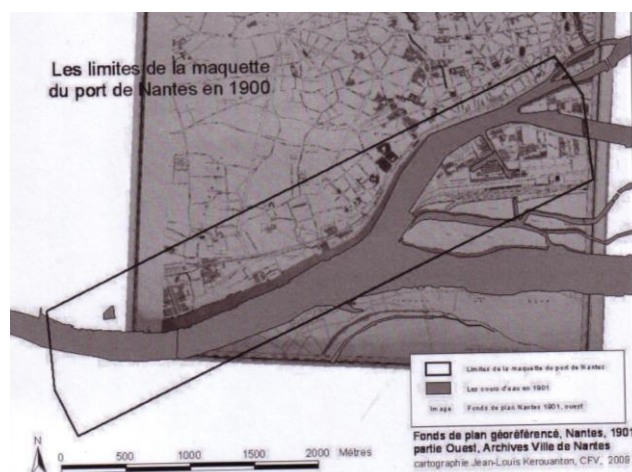 Les limites de la maquette
du port de Nantes en 1900
Limites de la maquette du port de Nantes
Les cours d'eau en 1901
Image Fonds de plan Nantes 1901, ouest
Fonds de plan géoréférencé, Nantes, 1901
partie Ouest, Archives Ville de Nantes
cartographie Jean-Louis Kerouanton, CFV, 2008
N
0 500 1000 1500 2000 Mètres